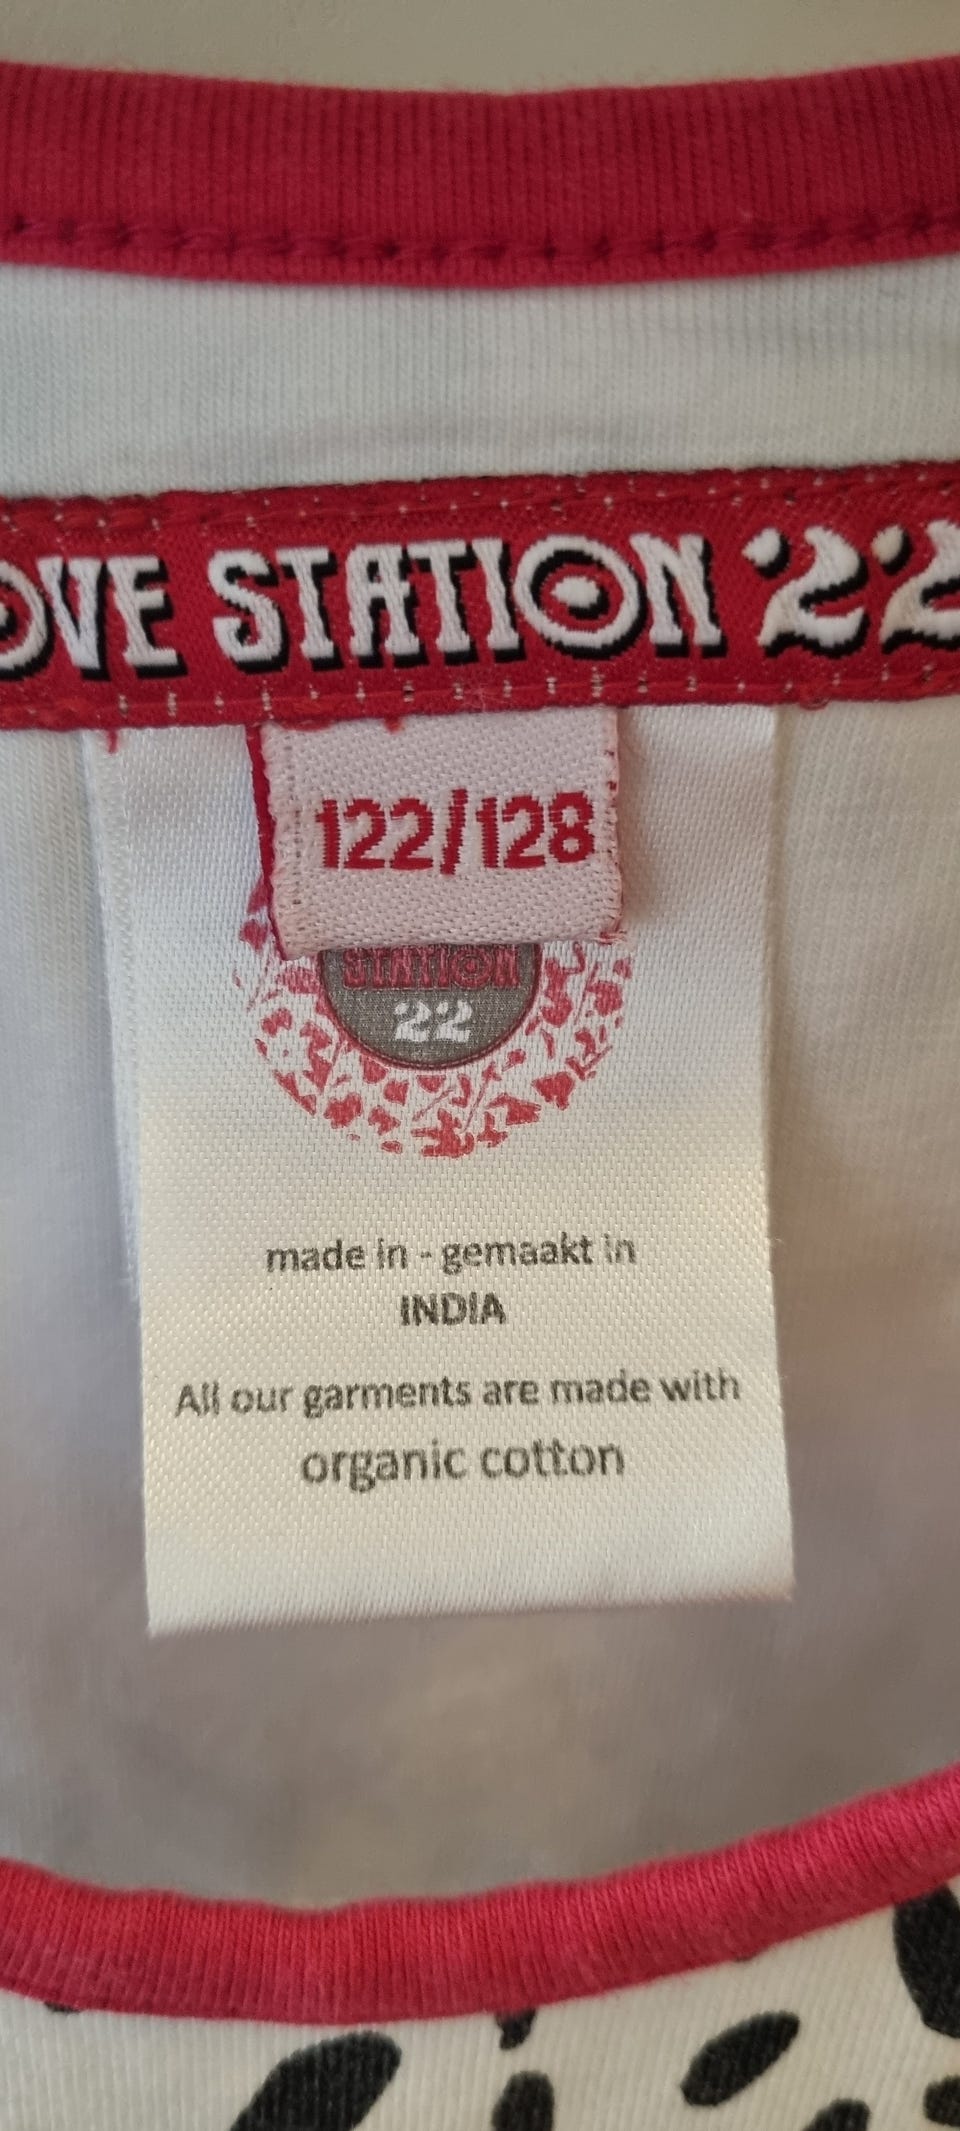 OVE STATION 22
122/128
STATION
22
made in - gemaakt in
INDIA
All our garments are made with
organic cotton